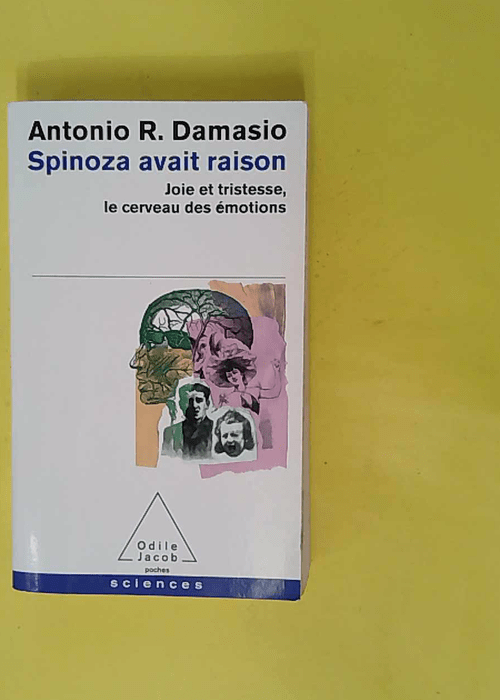 Antonio R. Damasio
Spinoza avait raison
Joie et tristesse,
le cerveau des émotions
Odile
Jacob
poches
sciences